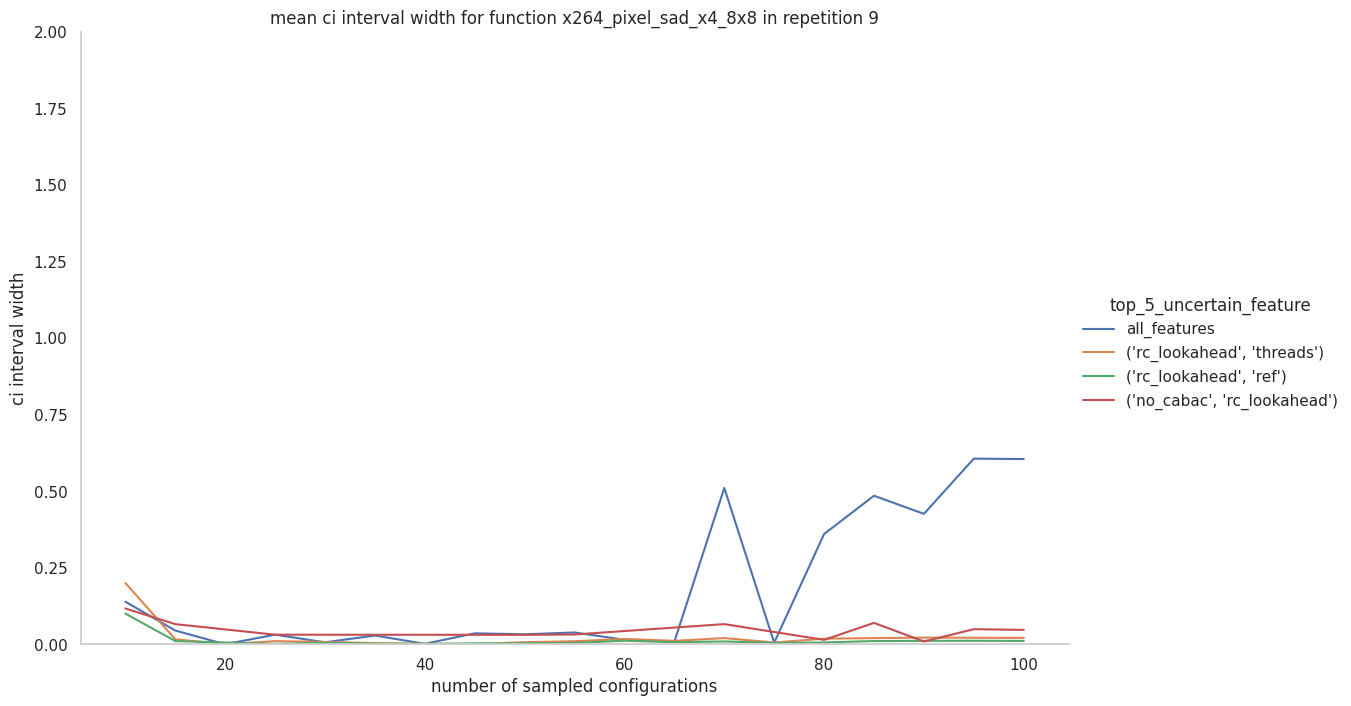 mean ci interval width for function x264_pixel_sad_x4_8x8 in repetition 9
2.00
1.75
1.50
1.25
1.00
0.75
0.50
0.25
0.00
ci interval width
20
40
60
80
100
number of sampled configurations
top_5_uncertain_feature
all_features
('rc_lookahead', 'threads')
('rc_lookahead', 'ref')
('no_cabac', 'rc_lookahead')